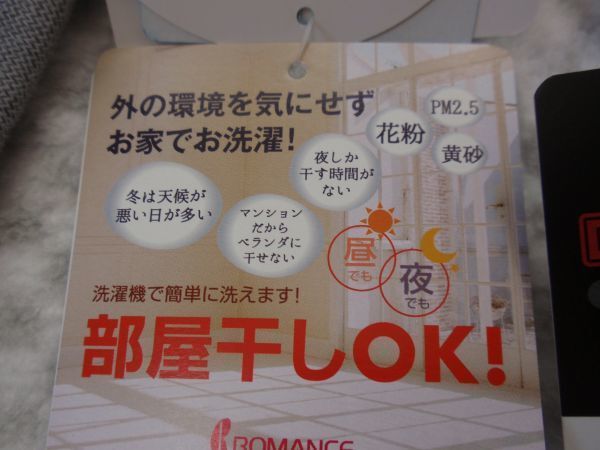 外の環境を気にせず
お家でお洗濯!
PM2.5
花粉
黄砂
夜しか
干す時間が
ない
冬は天候が
悪い日が多い
マンション
だから
ベランダに
干せない
昼
でも
夜
でも
洗濯機で簡単に洗えます!
部屋干しOK!
ROMANCE